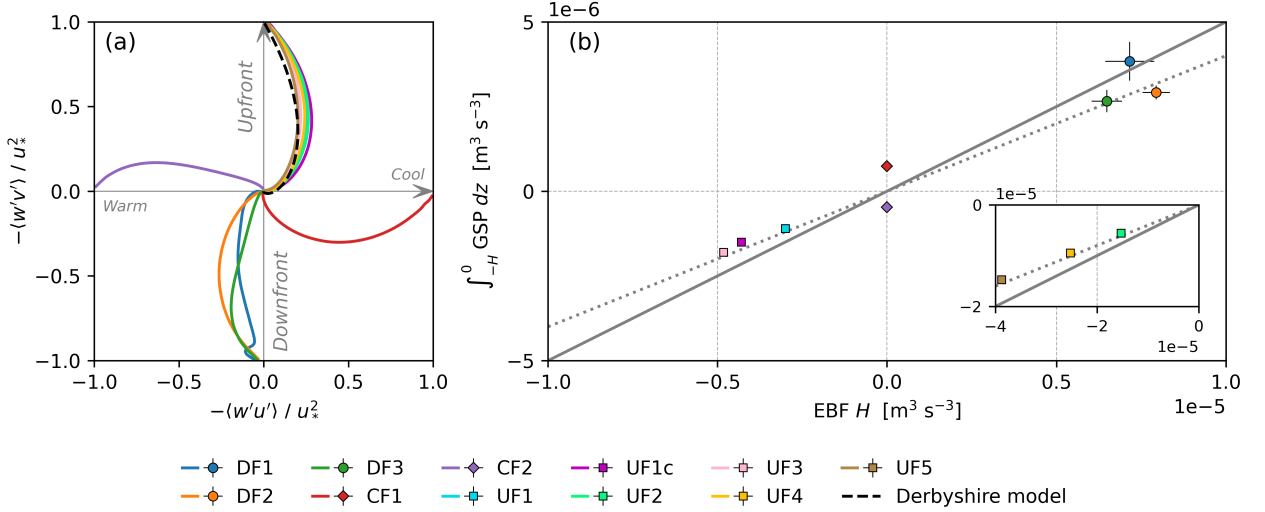 (a)
1.0
0.5
0.0
−0.5
−1.0
−⟨w′v′⟩ / u*²
Upfront
Cool
Warm
Downfront
−1.0 −0.5 0.0 0.5 1.0
−⟨w′u′⟩ / u*²
1e−6
(b)
5
0
−5
∫₋H⁰ GSP dz [m³ s⁻³]
1e−5
0
−2
−4 −2 0
1e−5
−1.0 −0.5 0.0 0.5 1.0
EBF H [m³ s⁻³]
1e−5
DF1 DF3 CF2 UF1c UF3 UF5
DF2 CF1 UF1 UF2 UF4 Derbyshire model